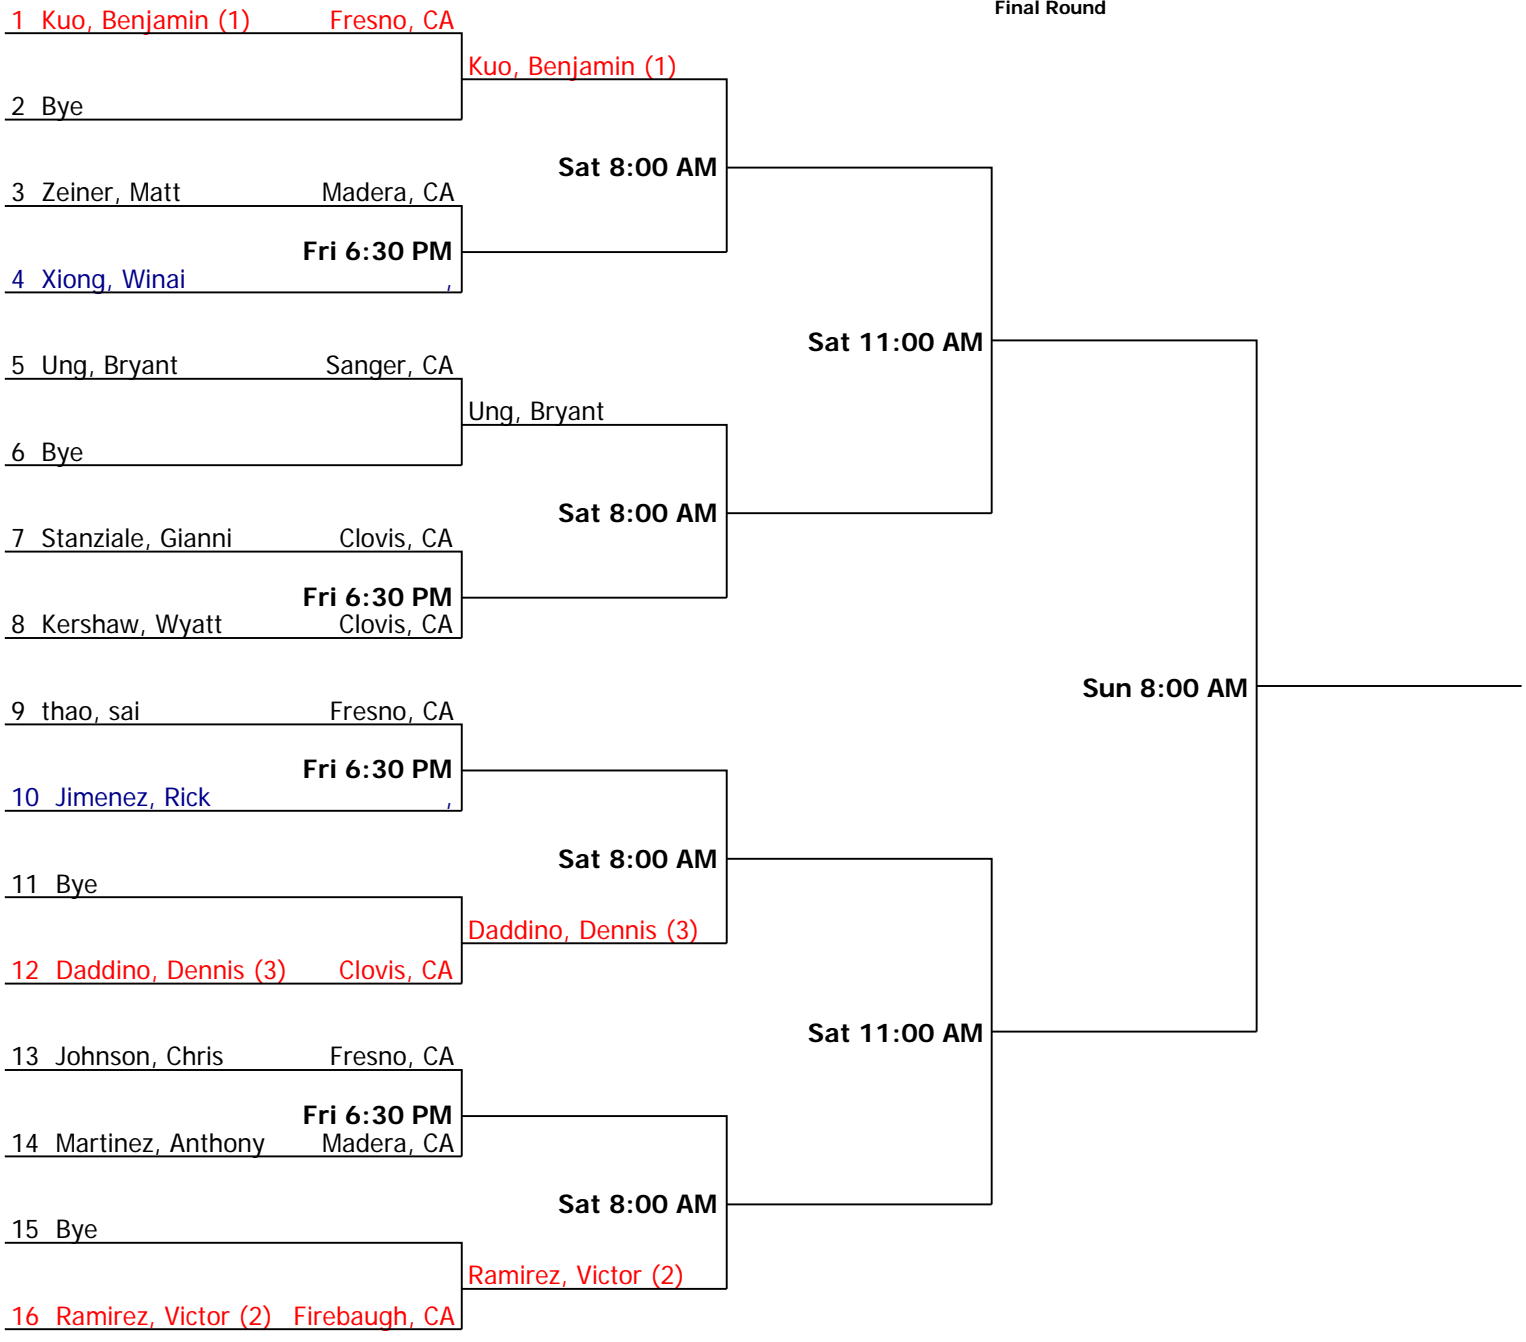 Final Round
1 Kuo, Benjamin (1) Fresno, CA
Kuo, Benjamin (1)
2 Bye
Sat 8:00 AM
3 Zeiner, Matt Madera, CA
Fri 6:30 PM
4 Xiong, Winai ,
Sat 11:00 AM
5 Ung, Bryant Sanger, CA
Ung, Bryant
6 Bye
Sat 8:00 AM
7 Stanziale, Gianni Clovis, CA
Fri 6:30 PM
8 Kershaw, Wyatt Clovis, CA
Sun 8:00 AM
9 thao, sai Fresno, CA
Fri 6:30 PM
10 Jimenez, Rick ,
Sat 8:00 AM
11 Bye
Daddino, Dennis (3)
12 Daddino, Dennis (3) Clovis, CA
Sat 11:00 AM
13 Johnson, Chris Fresno, CA
Fri 6:30 PM
14 Martinez, Anthony Madera, CA
Sat 8:00 AM
15 Bye
Ramirez, Victor (2)
16 Ramirez, Victor (2) Firebaugh, CA